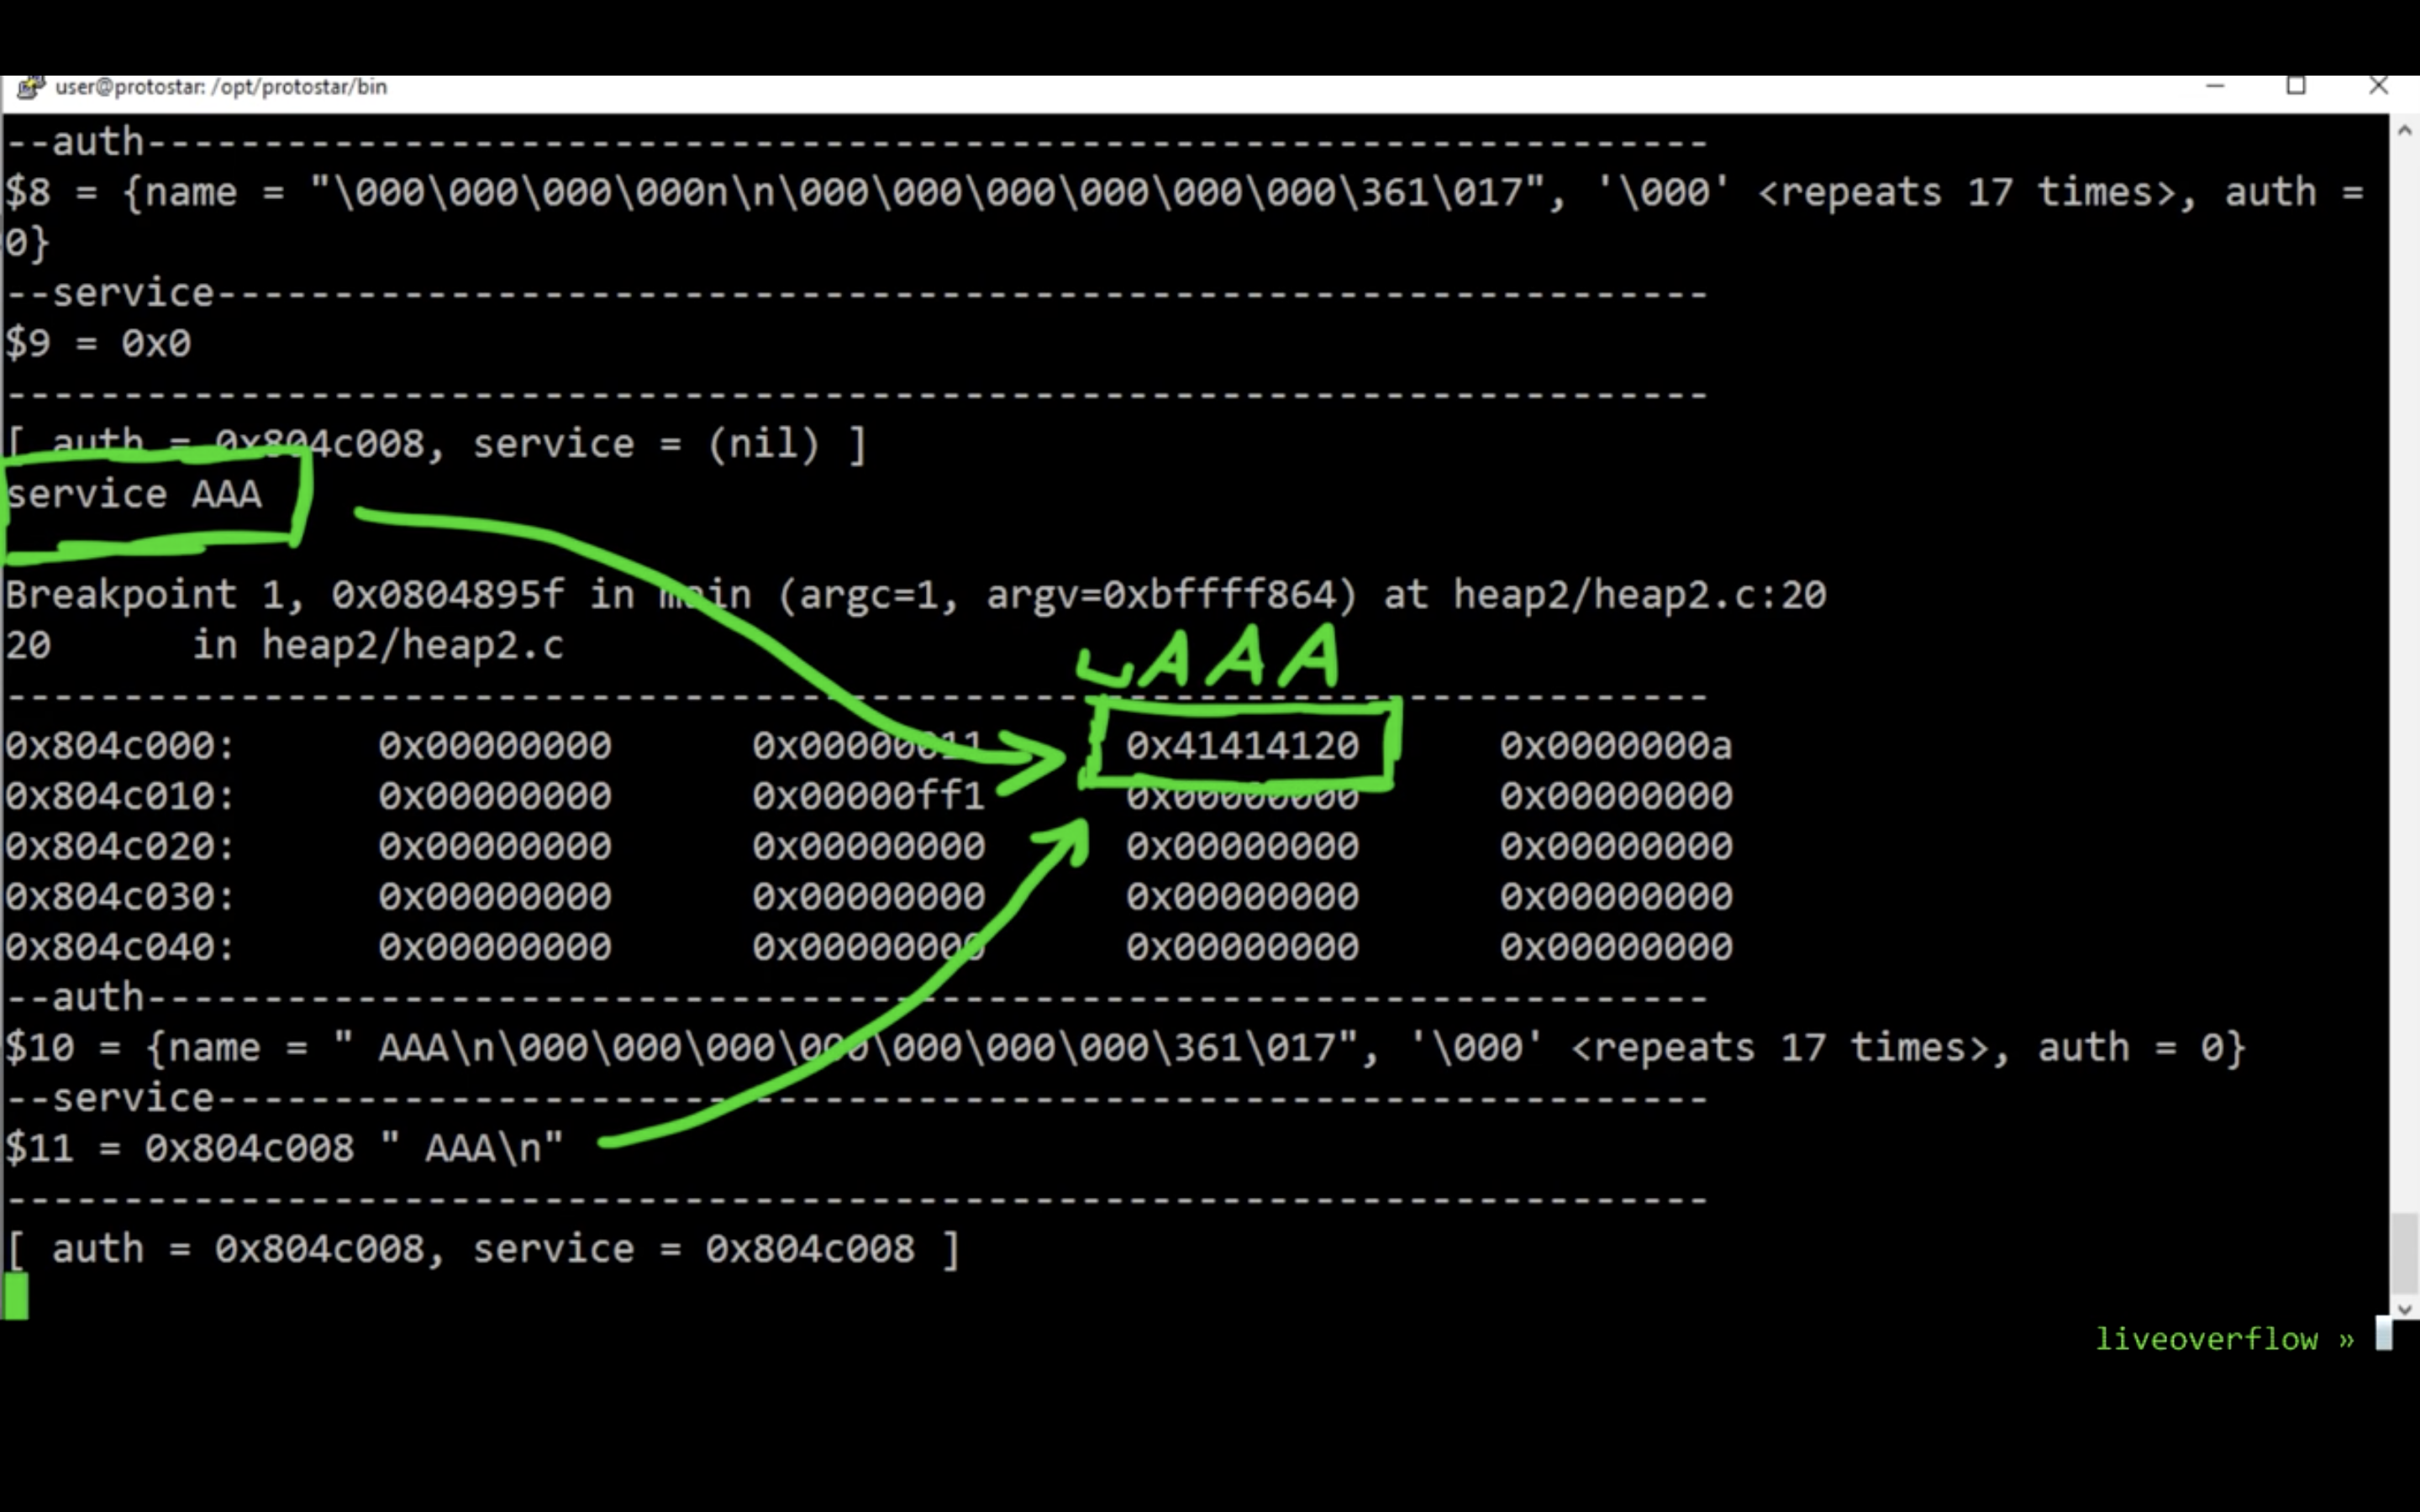 user@protostar: /opt/protostar/bin
--auth------------------------------------------------------------------
$8 = {name = "\000\000\000\000n\n\000\000\000\000\000\000\361\017", '\000' <repeats 17 times>, auth =
0}
--service---------------------------------------------------------------
$9 = 0x0
-------------------------------------------------------------------------
[ auth = 0x804c008, service = (nil) ]
service AAA
Breakpoint 1, 0x0804895f in main (argc=1, argv=0xbffff864) at heap2/heap2.c:20
20 in heap2/heap2.c
␣AAA
-------------------------------------------------------------------------
0x804c000: 0x00000000 0x00000011 0x41414120 0x0000000a
0x804c010: 0x00000000 0x00000ff1 0x00000000 0x00000000
0x804c020: 0x00000000 0x00000000 0x00000000 0x00000000
0x804c030: 0x00000000 0x00000000 0x00000000 0x00000000
0x804c040: 0x00000000 0x00000000 0x00000000 0x00000000
--auth-------------------------------------------------------------------
$10 = {name = " AAA\n\000\000\000\000\000\000\000\361\017", '\000' <repeats 17 times>, auth = 0}
--service----------------------------------------------------------------
$11 = 0x804c008 " AAA\n"
-------------------------------------------------------------------------
[ auth = 0x804c008, service = 0x804c008 ]
liveoverflow »